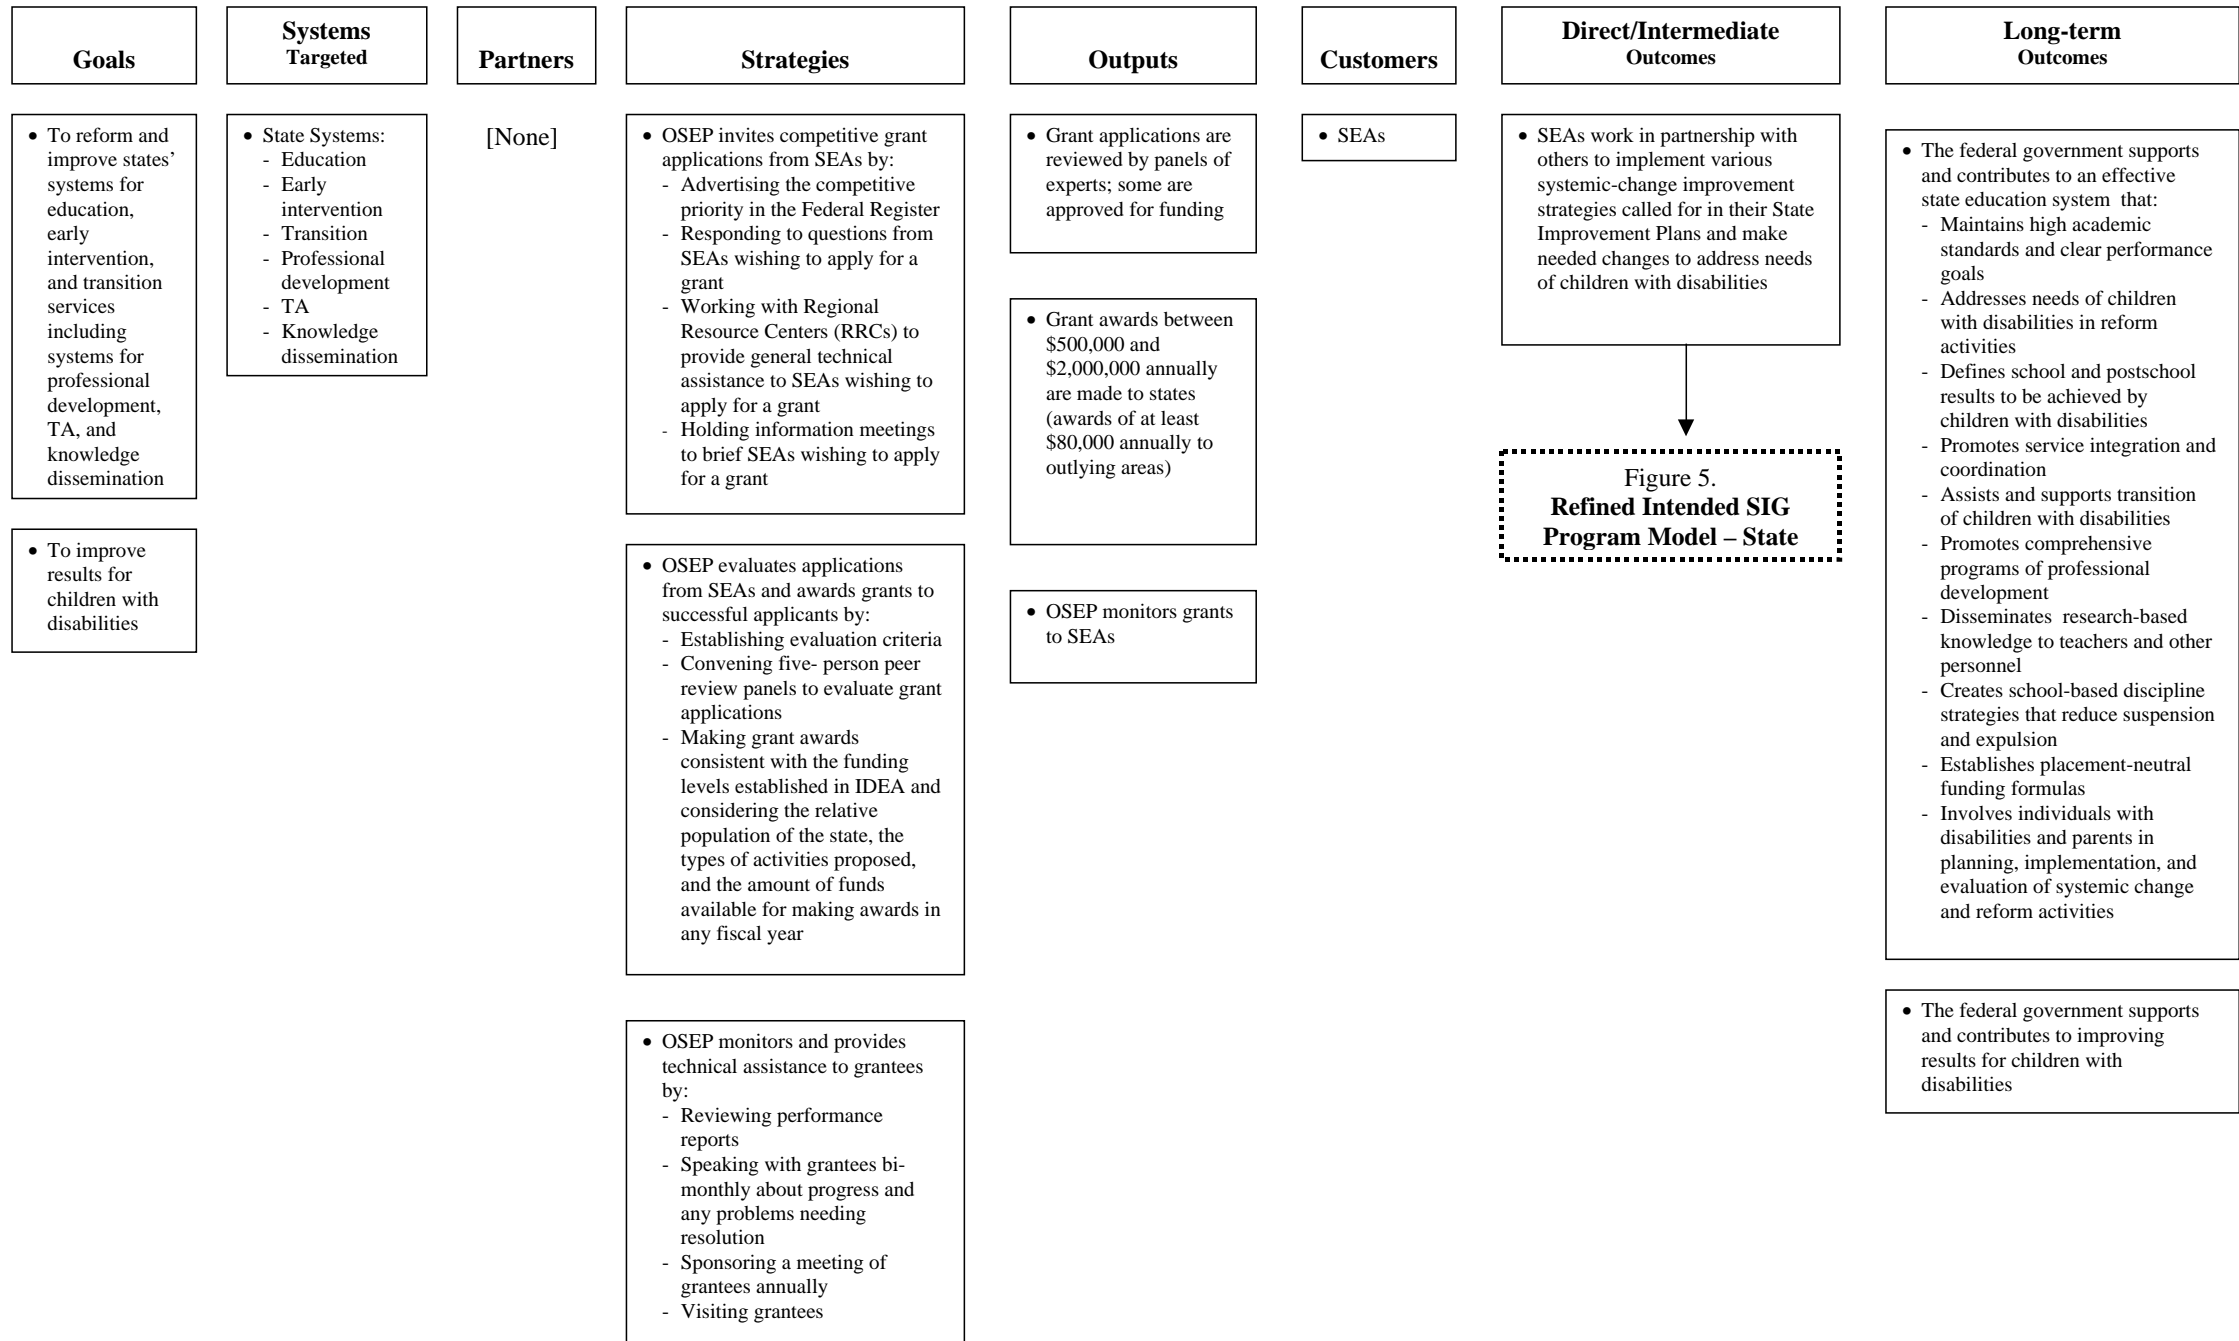 Goals
Systems
Targeted
Partners
Strategies
Outputs
Customers
Direct/Intermediate
Outcomes
Long-term
Outcomes
• To reform and
improve states’
systems for
education,
early
intervention,
and transition
services
including
systems for
professional
development,
TA, and
knowledge
dissemination
• To improve
results for
children with
disabilities
• State Systems:
- Education
- Early
intervention
- Transition
- Professional
development
- TA
- Knowledge
dissemination
[None]
• OSEP invites competitive grant
applications from SEAs by:
- Advertising the competitive
priority in the Federal Register
- Responding to questions from
SEAs wishing to apply for a
grant
- Working with Regional
Resource Centers (RRCs) to
provide general technical
assistance to SEAs wishing to
apply for a grant
- Holding information meetings
to brief SEAs wishing to apply
for a grant
• OSEP evaluates applications
from SEAs and awards grants to
successful applicants by:
- Establishing evaluation criteria
- Convening five- person peer
review panels to evaluate grant
applications
- Making grant awards
consistent with the funding
levels established in IDEA and
considering the relative
population of the state, the
types of activities proposed,
and the amount of funds
available for making awards in
any fiscal year
• OSEP monitors and provides
technical assistance to grantees
by:
- Reviewing performance
reports
- Speaking with grantees bi-
monthly about progress and
any problems needing
resolution
- Sponsoring a meeting of
grantees annually
- Visiting grantees
• Grant applications are
reviewed by panels of
experts; some are
approved for funding
• Grant awards between
$500,000 and
$2,000,000 annually
are made to states
(awards of at least
$80,000 annually to
outlying areas)
• OSEP monitors grants
to SEAs
• SEAs
• SEAs work in partnership with
others to implement various
systemic-change improvement
strategies called for in their State
Improvement Plans and make
needed changes to address needs
of children with disabilities
Figure 5.
Refined Intended SIG
Program Model – State
• The federal government supports
and contributes to an effective
state education system that:
- Maintains high academic
standards and clear performance
goals
- Addresses needs of children
with disabilities in reform
activities
- Defines school and postschool
results to be achieved by
children with disabilities
- Promotes service integration and
coordination
- Assists and supports transition
of children with disabilities
- Promotes comprehensive
programs of professional
development
- Disseminates research-based
knowledge to teachers and other
personnel
- Creates school-based discipline
strategies that reduce suspension
and expulsion
- Establishes placement-neutral
funding formulas
- Involves individuals with
disabilities and parents in
planning, implementation, and
evaluation of systemic change
and reform activities
• The federal government supports
and contributes to improving
results for children with
disabilities